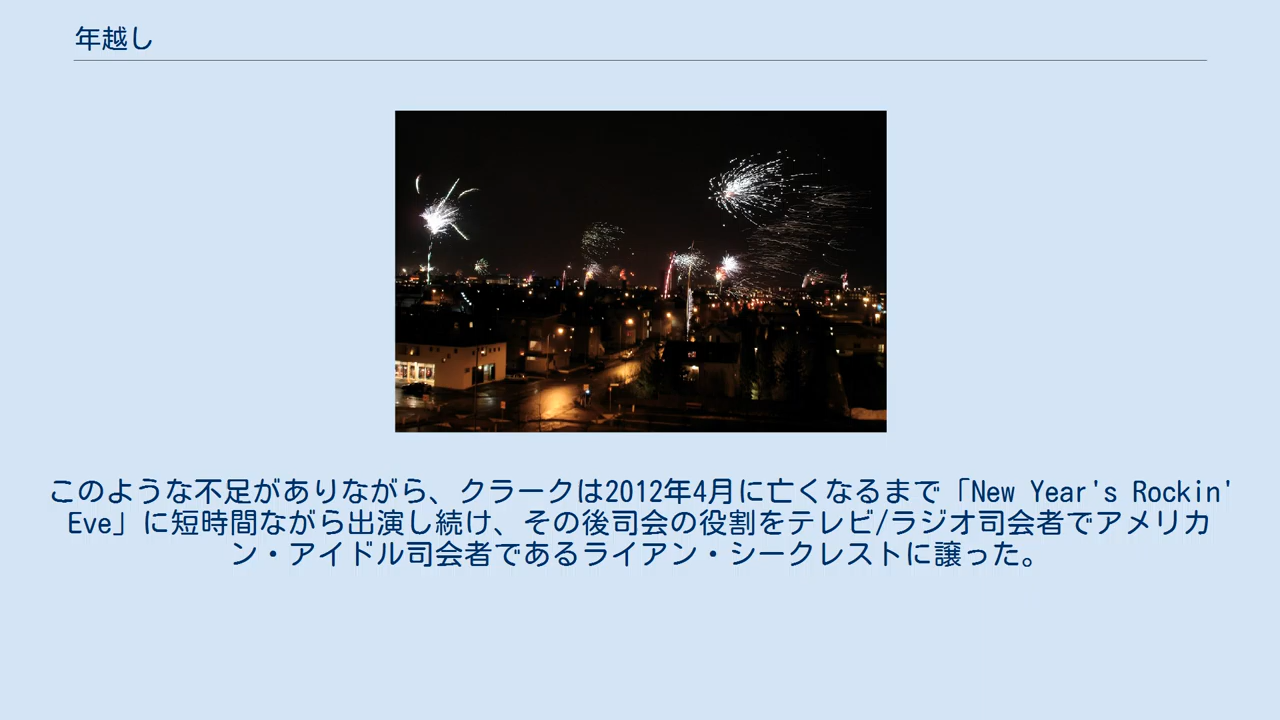 年越し
このような不足がありながら、クラークは2012年4月に亡くなるまで「New Year's Rockin'
Eve」に短時間ながら出演し続け、その後司会の役割をテレビ/ラジオ司会者でアメリカ
ン・アイドル司会者であるライアン・シークレストに譲った。